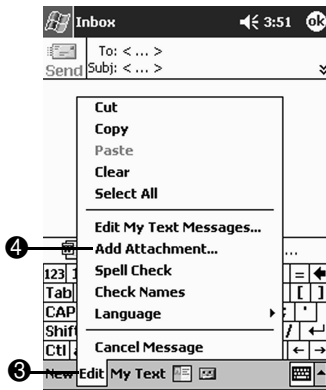 Inbox 3:51 ok
To: < ... >
Send Subj: < ... >
Cut
Copy
Paste
Clear
Select All
Edit My Text Messages...
4 Add Attachment... ...
123 1 Spell Check =
Tab Check Names [ ]
CAP Language ; '
Shift /
Ctl Cancel Message
3 New Edit My Text